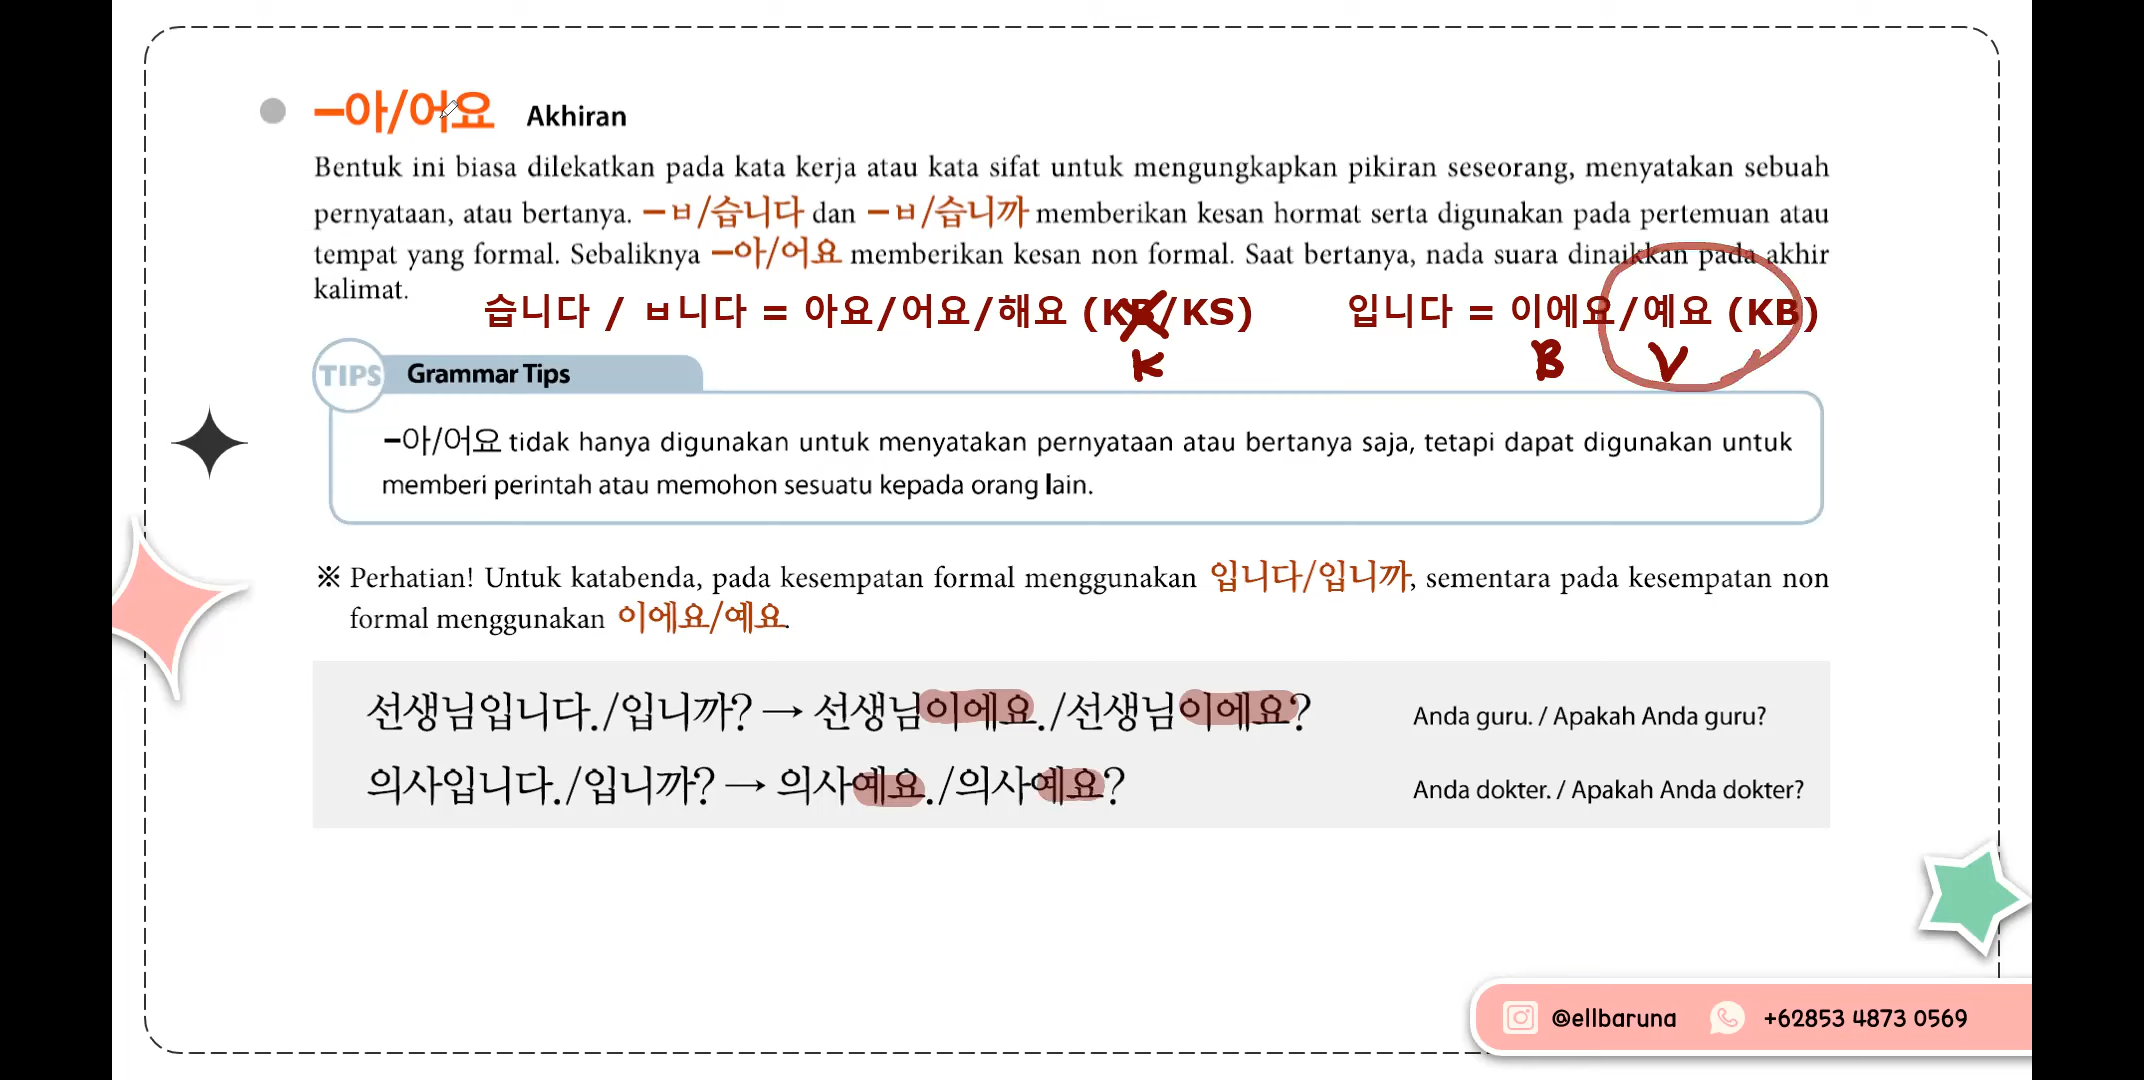 –아/어요 Akhiran
Bentuk ini biasa dilekatkan pada kata kerja atau kata sifat untuk mengungkapkan pikiran seseorang, menyatakan sebuah
pernyataan, atau bertanya. –ㅂ/습니다 dan –ㅂ/습니까 memberikan kesan hormat serta digunakan pada pertemuan atau
tempat yang formal. Sebaliknya –아/어요 memberikan kesan non formal. Saat bertanya, nada suara dinaikkan pada akhir
kalimat.
습니다 / ㅂ니다 = 아요/어요/해요 (KB/KS) 입니다 = 이에요/예요 (KB)
K B V
TIPS Grammar Tips
–아/어요 tidak hanya digunakan untuk menyatakan pernyataan atau bertanya saja, tetapi dapat digunakan untuk
memberi perintah atau memohon sesuatu kepada orang lain.
※ Perhatian! Untuk katabenda, pada kesempatan formal menggunakan 입니다/입니까, sementara pada kesempatan non
formal menggunakan 이에요/예요.
선생님입니다./입니까? → 선생님이에요./선생님이에요? Anda guru. / Apakah Anda guru?
의사입니다./입니까? → 의사예요./의사예요? Anda dokter. / Apakah Anda dokter?
@ellbaruna +62853 4873 0569